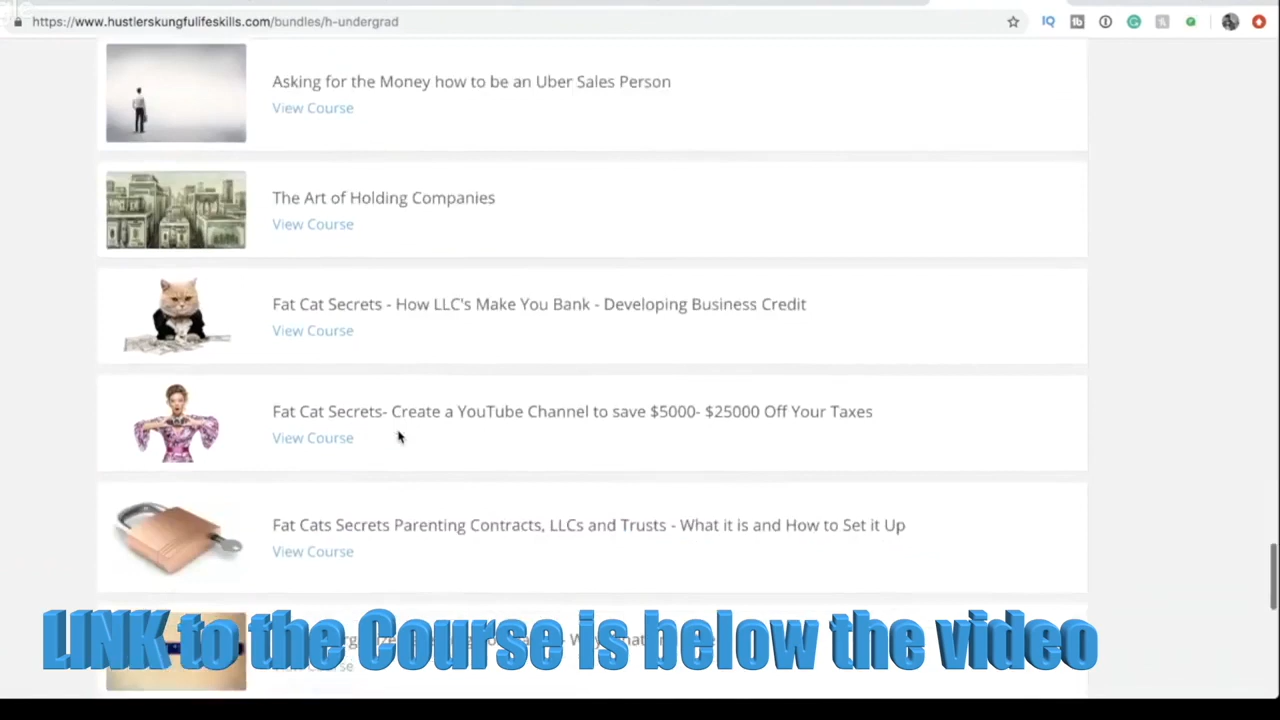 https://www.hustlerskungfulifeskills.com/bundles/h-undergrad
IQ
Asking for the Money how to be an Uber Sales Person
View Course
The Art of Holding Companies
View Course
Fat Cat Secrets - How LLC's Make You Bank - Developing Business Credit
View Course
Fat Cat Secrets- Create a YouTube Channel to save $5000- $25000 Off Your Taxes
View Course
Fat Cats Secrets Parenting Contracts, LLCs and Trusts - What it is and How to Set it Up
View Course
LINK to the Course is below the video